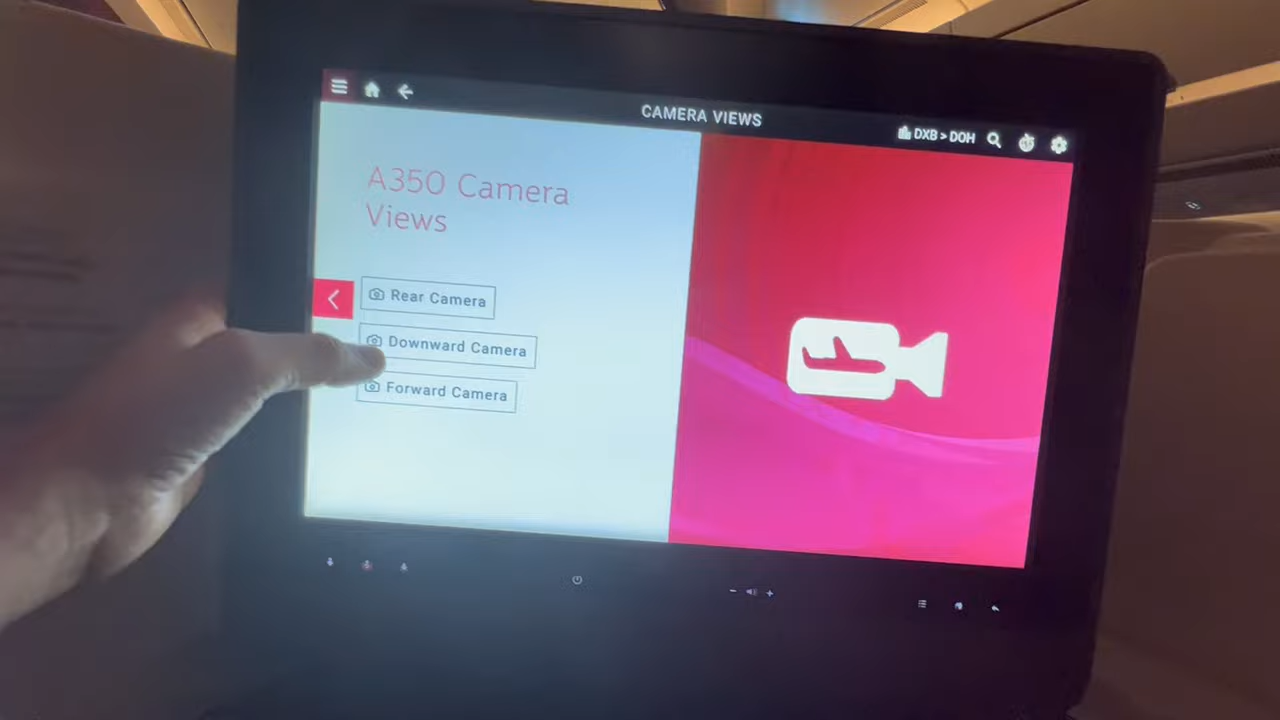 CAMERA VIEWS
DXB > DOH
A350 Camera
Views
Rear Camera
Downward Camera
Forward Camera